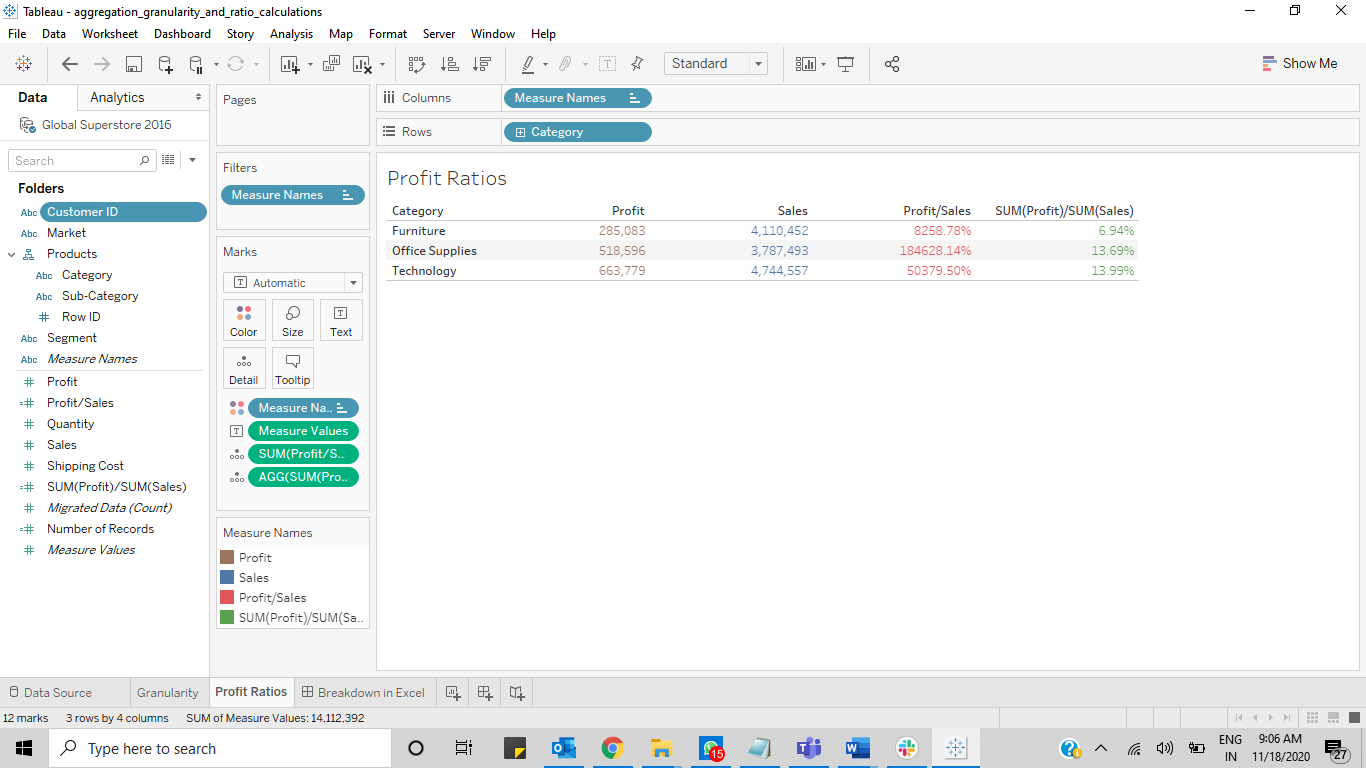 Tableau - aggregation_granularity_and_ratio_calculations
File Data Worksheet Dashboard Story Analysis Map Format Server Window Help
Standard Show Me
Data Analytics
Global Superstore 2016
Search
Folders
Abc Customer ID
Abc Market
Products
Abc Category
Abc Sub-Category
# Row ID
Abc Segment
Abc Measure Names
# Profit
=# Profit/Sales
# Quantity
# Sales
# Shipping Cost
=# SUM(Profit)/SUM(Sales)
# Migrated Data (Count)
=# Number of Records
# Measure Values
Pages
Filters
Measure Names
Marks
T Automatic
Color Size T Text
Detail Tooltip
Measure Na..
T Measure Values
SUM(Profit/S..
AGG(SUM(Pro..
Measure Names
Profit
Sales
Profit/Sales
SUM(Profit)/SUM(Sa..
Columns Measure Names
Rows Category
Profit Ratios
Category Profit Sales Profit/Sales SUM(Profit)/SUM(Sales)
Furniture 285,083 4,110,452 8258.78% 6.94%
Office Supplies 518,596 3,787,493 184628.14% 13.69%
Technology 663,779 4,744,557 50379.50% 13.99%
Data Source Granularity Profit Ratios Breakdown in Excel
12 marks 3 rows by 4 columns SUM of Measure Values: 14,112,392
Type here to search
15
ENG
IN
9:06 AM
11/18/2020
27